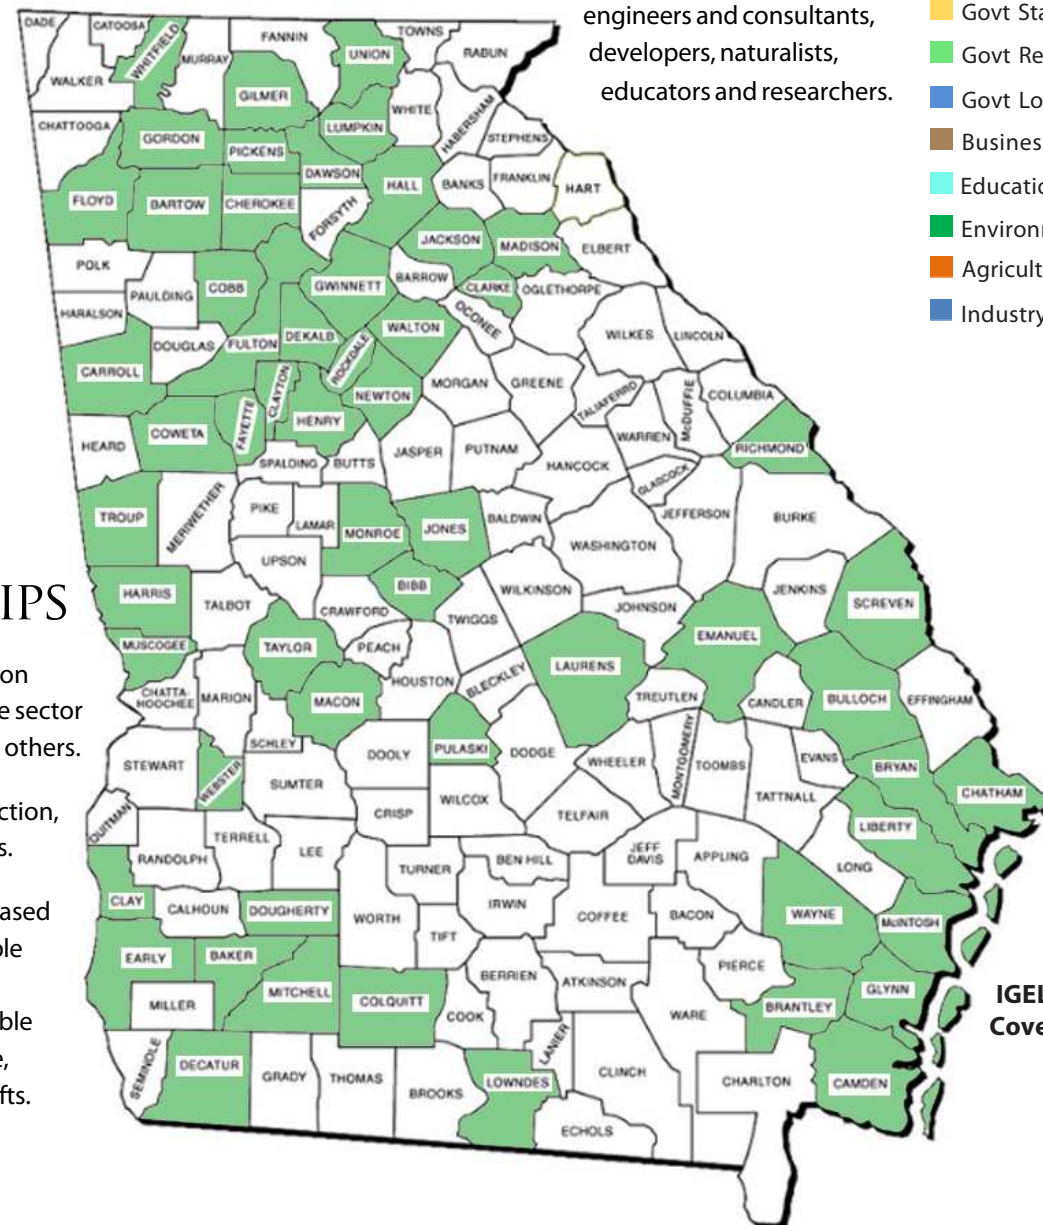 engineers and consultants,
developers, naturalists,
educators and researchers.
Govt
Govt
Govt
Industry
IPS
on
e sector
others.
ction,
s.
ased
ble
fts.
IGEL
Cove
DADE
CATOOSA
WHITFIELD
MURRAY
FANNIN
UNION
TOWNS
RABUN
WALKER
GILMER
WHITE
HABERSHAM
STEPHENS
CHATTOOGA
GORDON
PICKENS
LUMPKIN
DAWSON
HALL
BANKS
FRANKLIN
HART
FLOYD
BARTOW
CHEROKEE
FORSYTH
JACKSON
MADISON
ELBERT
POLK
PAULDING
COBB
GWINNETT
BARROW
CLARKE
OGLETHORPE
HARALSON
DOUGLAS
FULTON
DEKALB
ROCKDALE
WALTON
OCONEE
WILKES
LINCOLN
CARROLL
CLAYTON
NEWTON
MORGAN
GREENE
TALIAFERRO
McDUFFIE
COLUMBIA
HEARD
COWETA
FAYETTE
HENRY
SPALDING
BUTTS
JASPER
PUTNAM
HANCOCK
WARREN
GLASCOCK
RICHMOND
TROUP
MERIWETHER
PIKE
LAMAR
MONROE
JONES
BALDWIN
WASHINGTON
JEFFERSON
BURKE
UPSON
HARRIS
TALBOT
CRAWFORD
BIBB
TWIGGS
WILKINSON
JOHNSON
EMANUEL
JENKINS
SCREVEN
MUSCOGEE
CHATTA-
HOOCHEE
MARION
TAYLOR
MACON
PEACH
HOUSTON
BLECKLEY
LAURENS
TREUTLEN
CANDLER
BULLOCH
EFFINGHAM
STEWART
WEBSTER
SCHLEY
SUMTER
DOOLY
PULASKI
DODGE
WHEELER
MONTGOMERY
TOOMBS
EVANS
TATTNALL
BRYAN
CHATHAM
LIBERTY
QUITMAN
RANDOLPH
TERRELL
LEE
CRISP
WILCOX
TELFAIR
JEFF
DAVIS
APPLING
LONG
TURNER
BEN HILL
CLAY
CALHOUN
DOUGHERTY
WORTH
TIFT
IRWIN
COFFEE
BACON
WAYNE
McINTOSH
EARLY
BAKER
MILLER
MITCHELL
COLQUITT
COOK
BERRIEN
ATKINSON
WARE
PIERCE
BRANTLEY
GLYNN
SEMINOLE
DECATUR
GRADY
THOMAS
BROOKS
LOWNDES
LANIER
ECHOLS
CLINCH
CHARLTON
CAMDEN